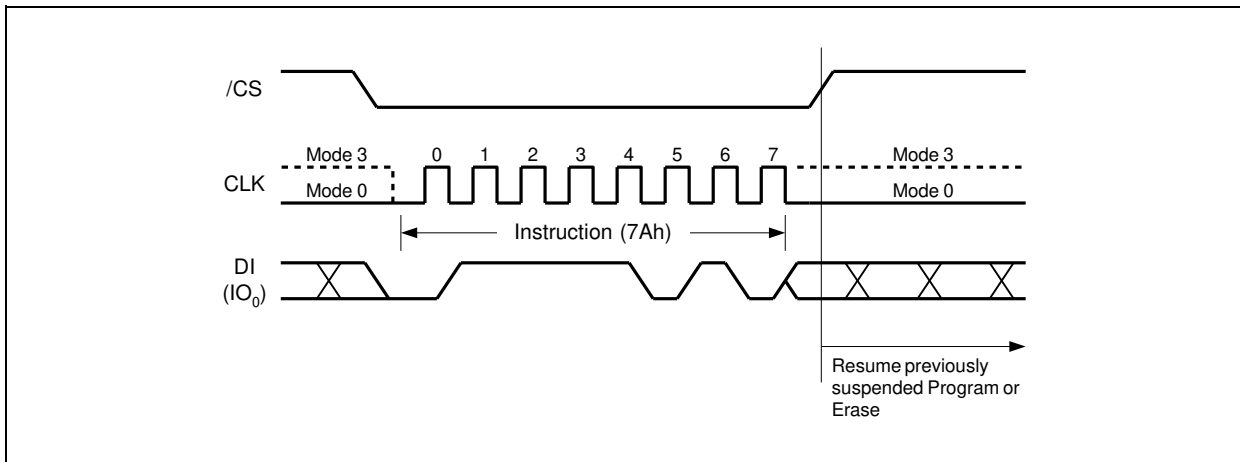 /CS
Mode 3 0 1 2 3 4 5 6 7 Mode 3
CLK
Mode 0 Mode 0
Instruction (7Ah)
DI
(IO0)
Resume previously
suspended Program or
Erase